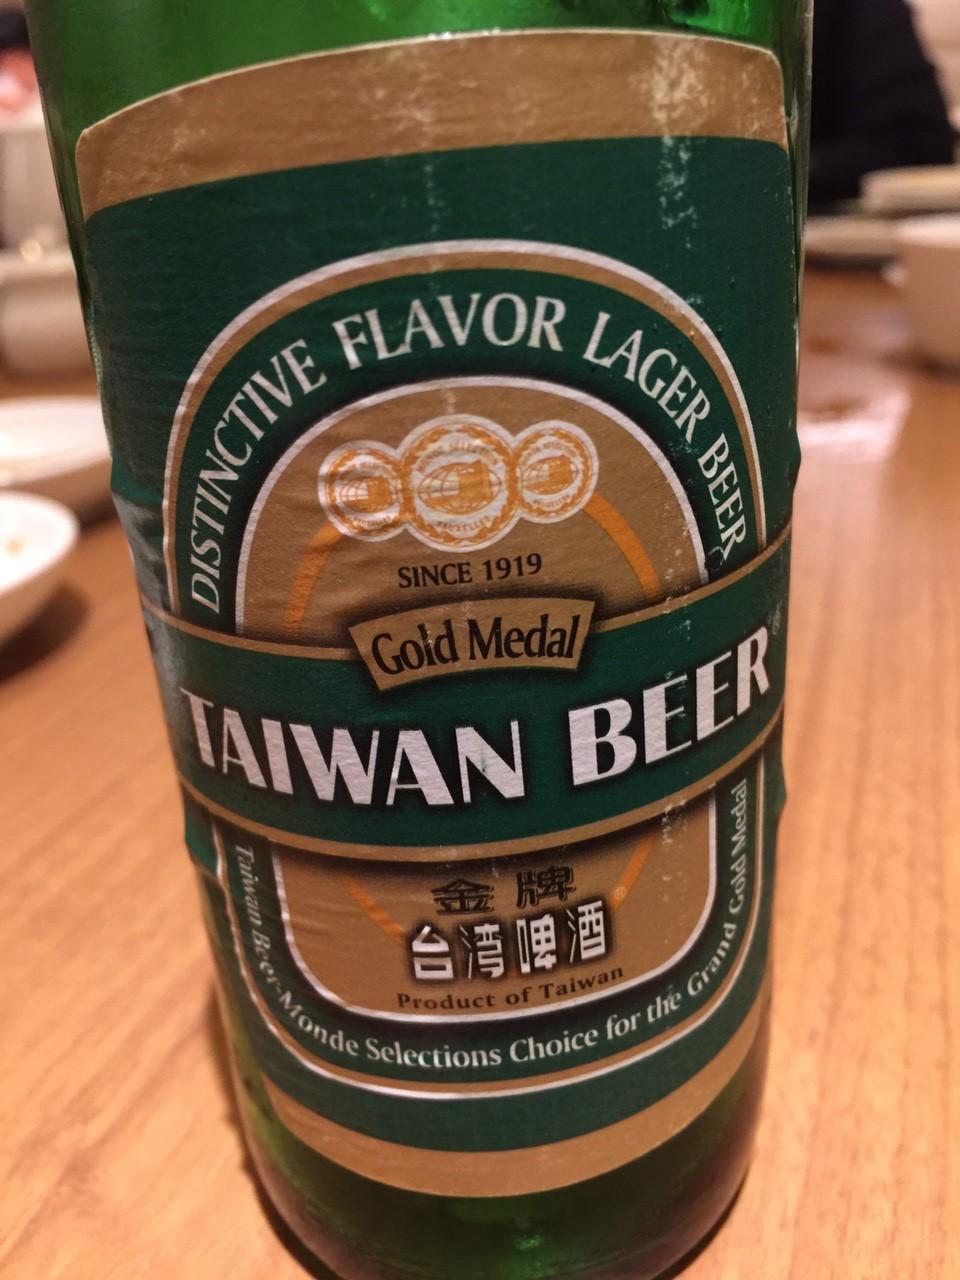 DISTINCTIVE FLAVOR LAGER BEER
BRUXELLES
SINCE 1919
Gold Medal
TAIWAN BEER
金牌
台湾啤酒
Product of Taiwan
Taiwan Beer-Monde Selections Choice for the Grand Gold Medal